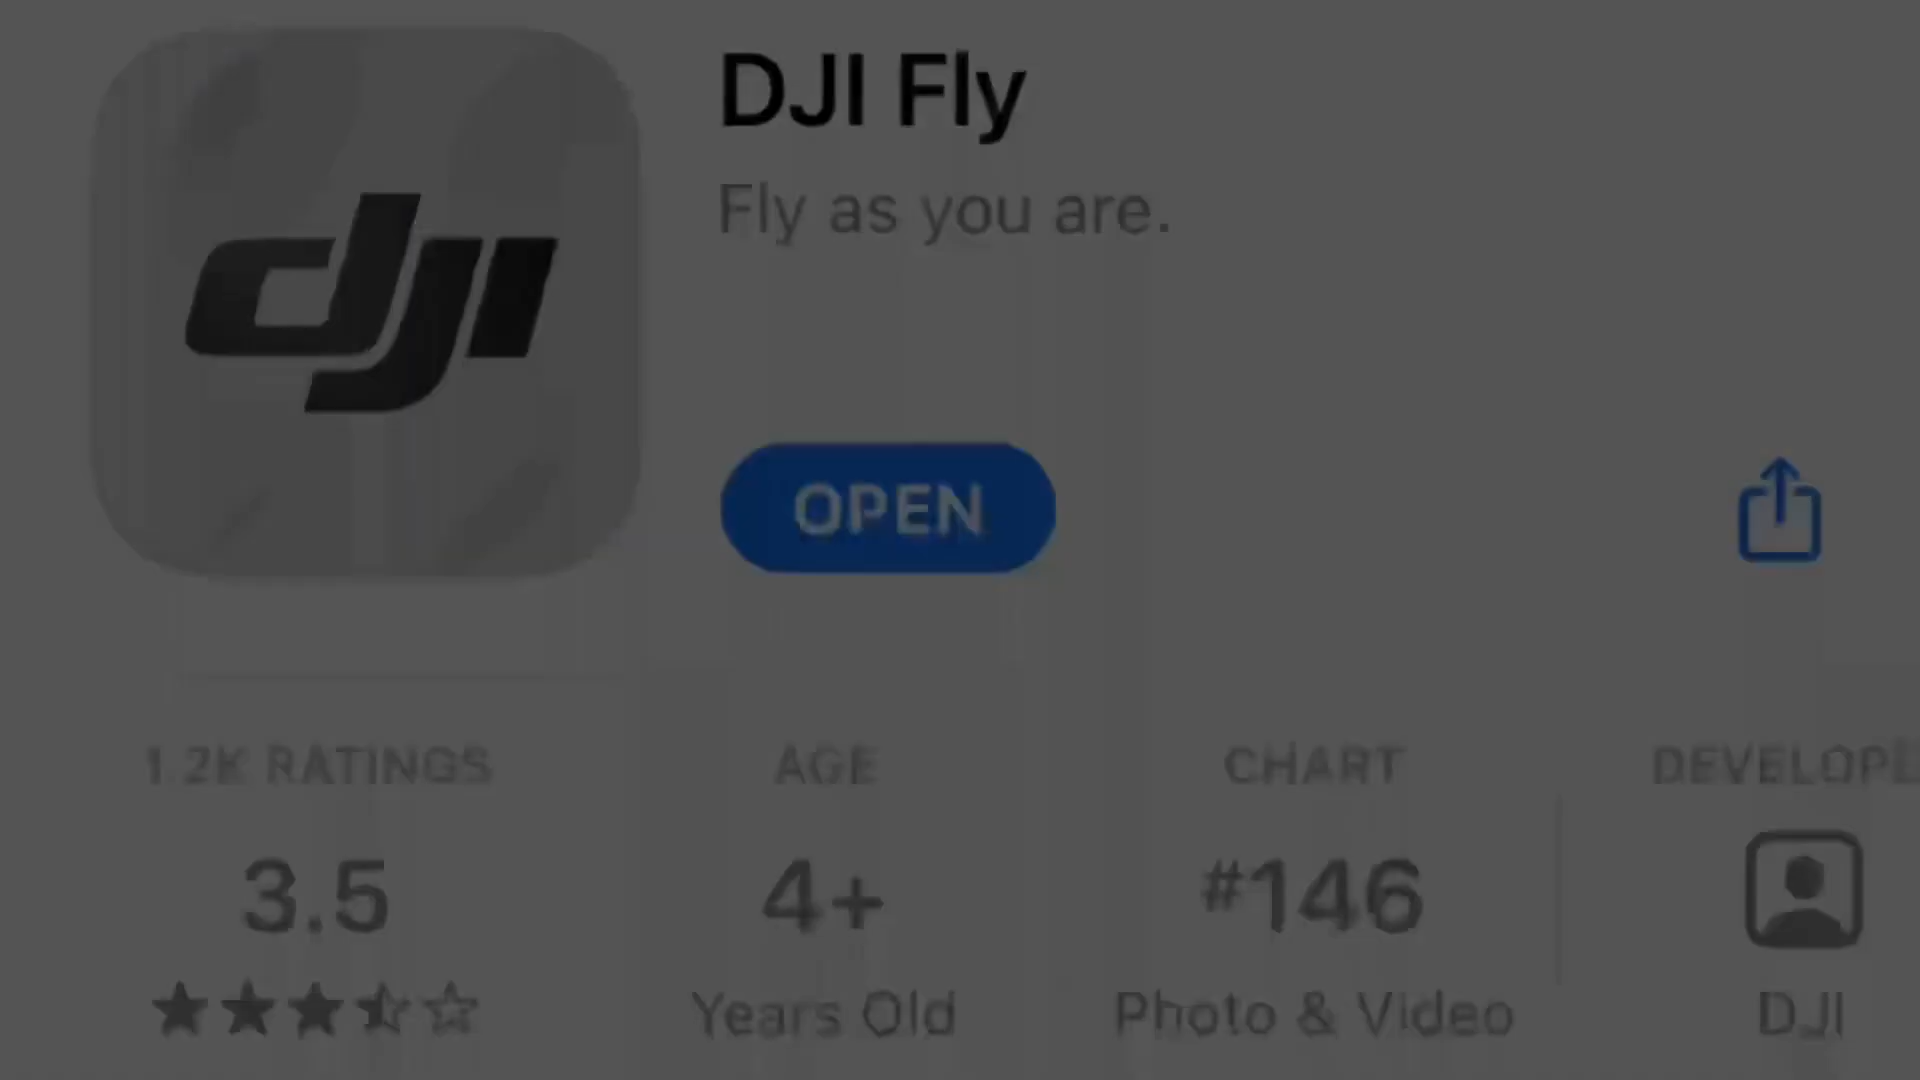 dji
DJI Fly
Fly as you are.
OPEN
1.2K RATINGS
AGE
CHART
DEVELOPE
3.5
4+
#146
Years Old
Photo & Video
DJI